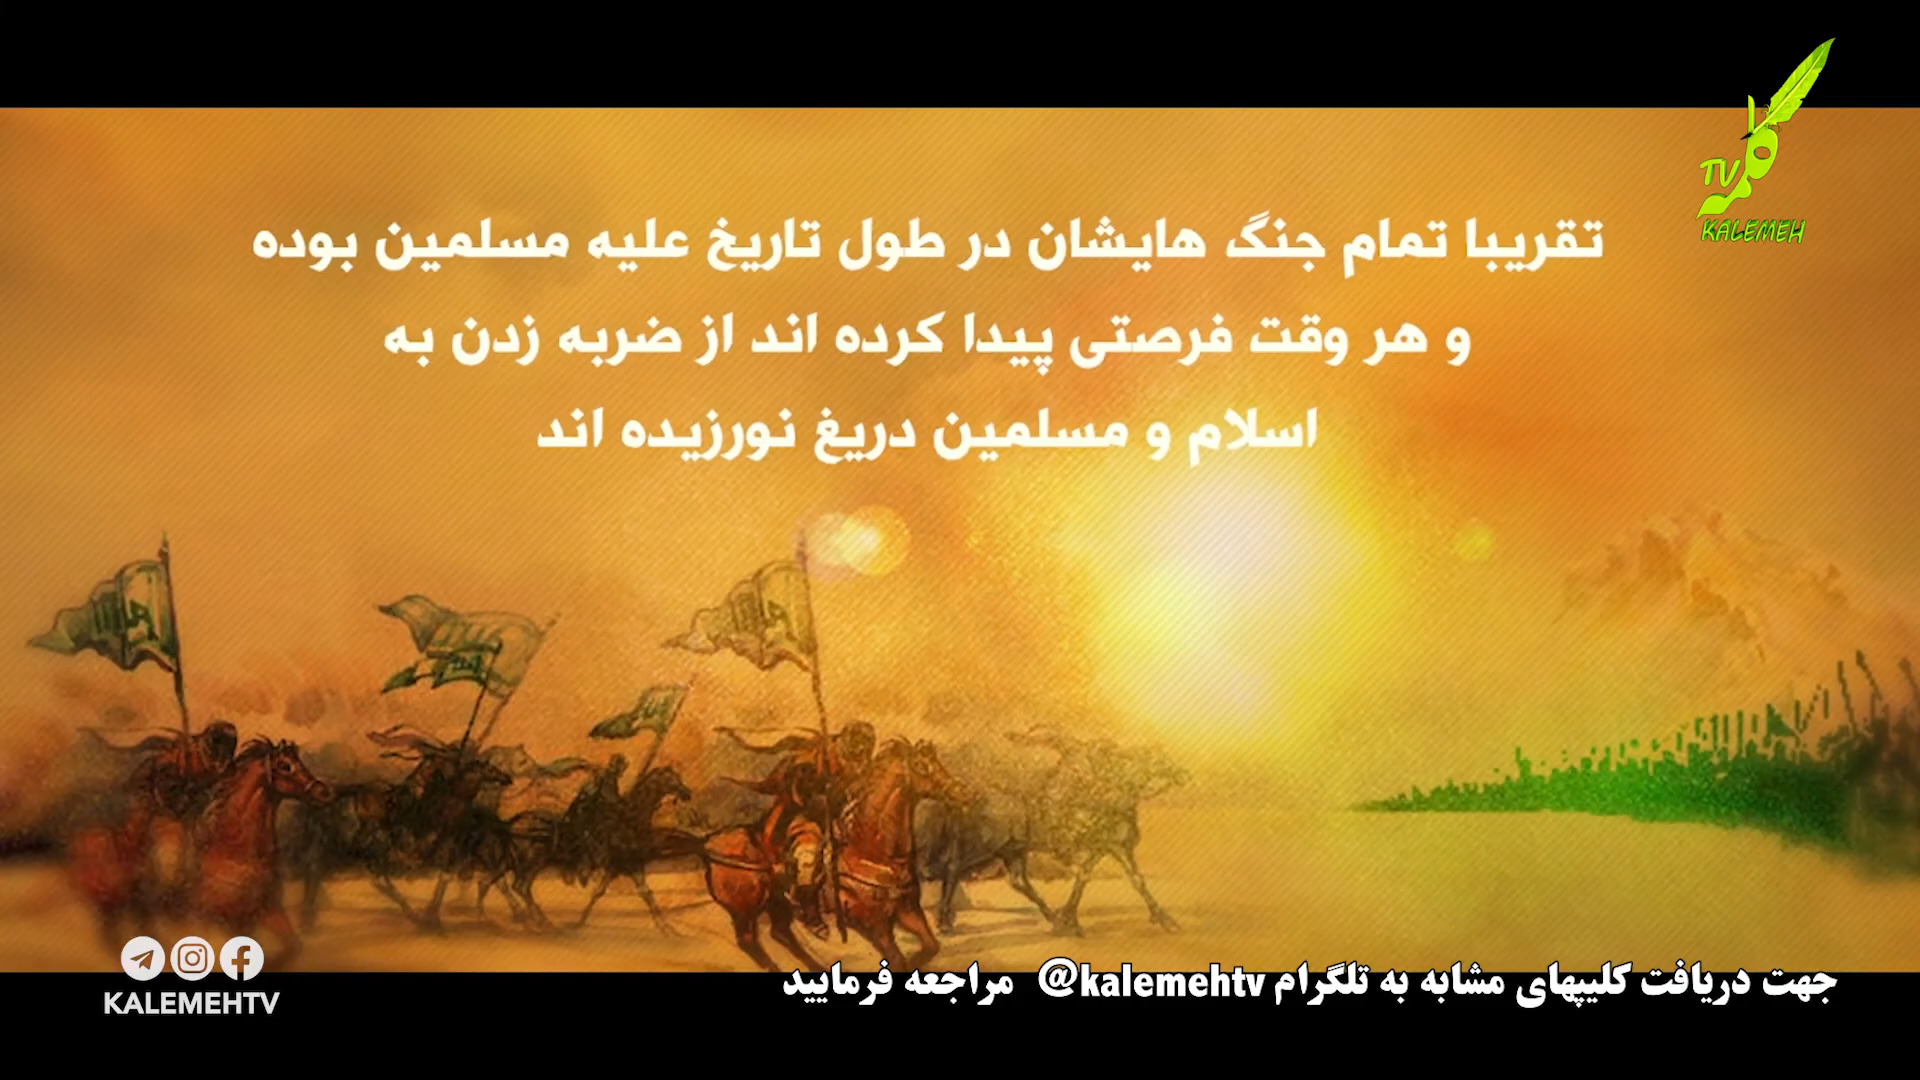 تقریبا تمام جنگ هایشان در طول تاریخ علیه مسلمین بوده
و هر وقت فرصتی پیدا کرده اند از ضربه زدن به
اسلام و مسلمین دریغ نورزیده اند
کلمه
TV
KALEMEH
KALEMEHTV
جهت دریافت کلیپهای مشابه به تلگرام @kalemehtv مراجعه فرمایید